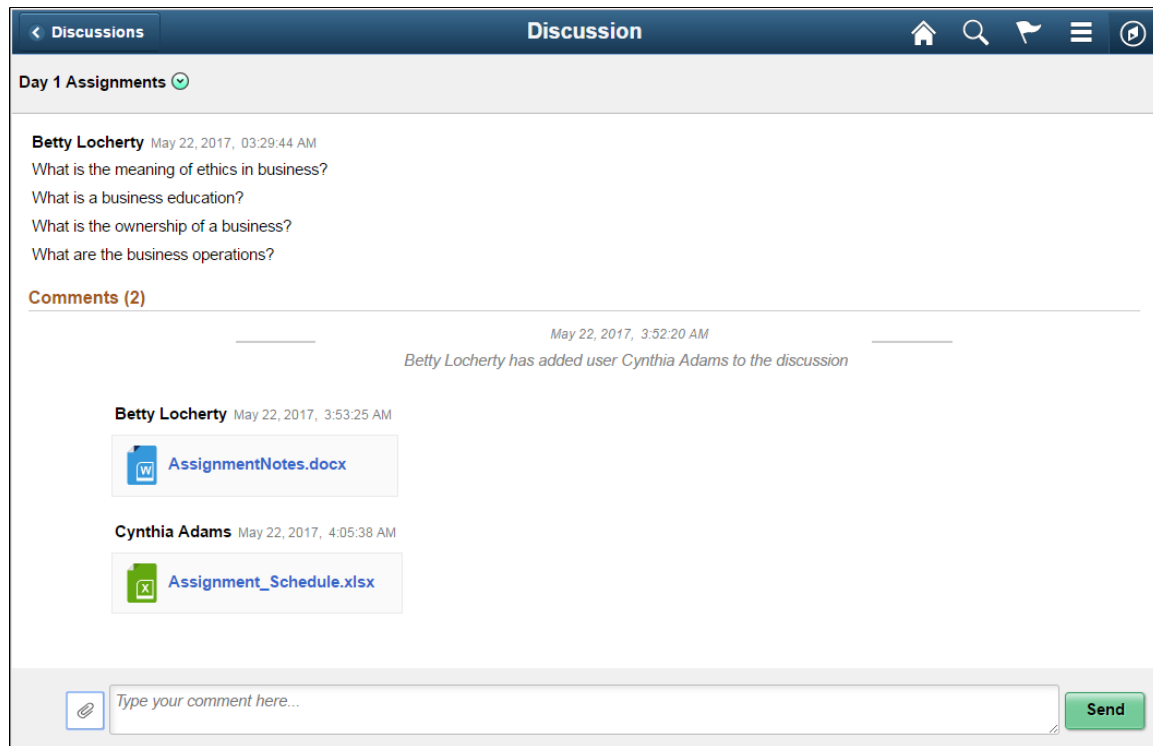 Discussions
Discussion
Day 1 Assignments
Betty Locherty May 22, 2017, 03:29:44 AM
What is the meaning of ethics in business?
What is a business education?
What is the ownership of a business?
What are the business operations?
Comments (2)
May 22, 2017, 3:52:20 AM
Betty Locherty has added user Cynthia Adams to the discussion
Betty Locherty May 22, 2017, 3:53:25 AM
W
AssignmentNotes.docx
Cynthia Adams May 22, 2017, 4:05:38 AM
X
Assignment_Schedule.xlsx
Type your comment here...
Send